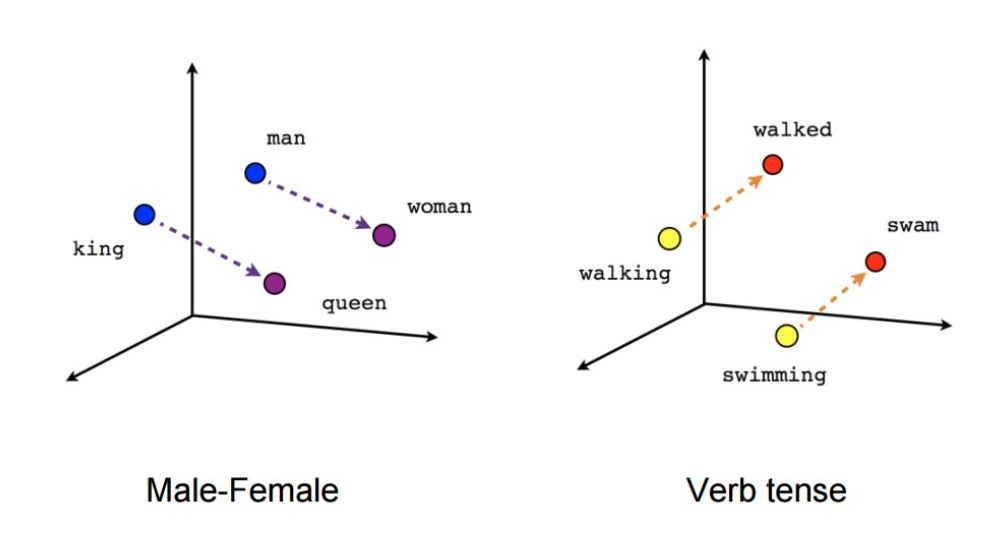 man
woman
king
queen
Male-Female
walked
swam
walking
swimming
Verb tense